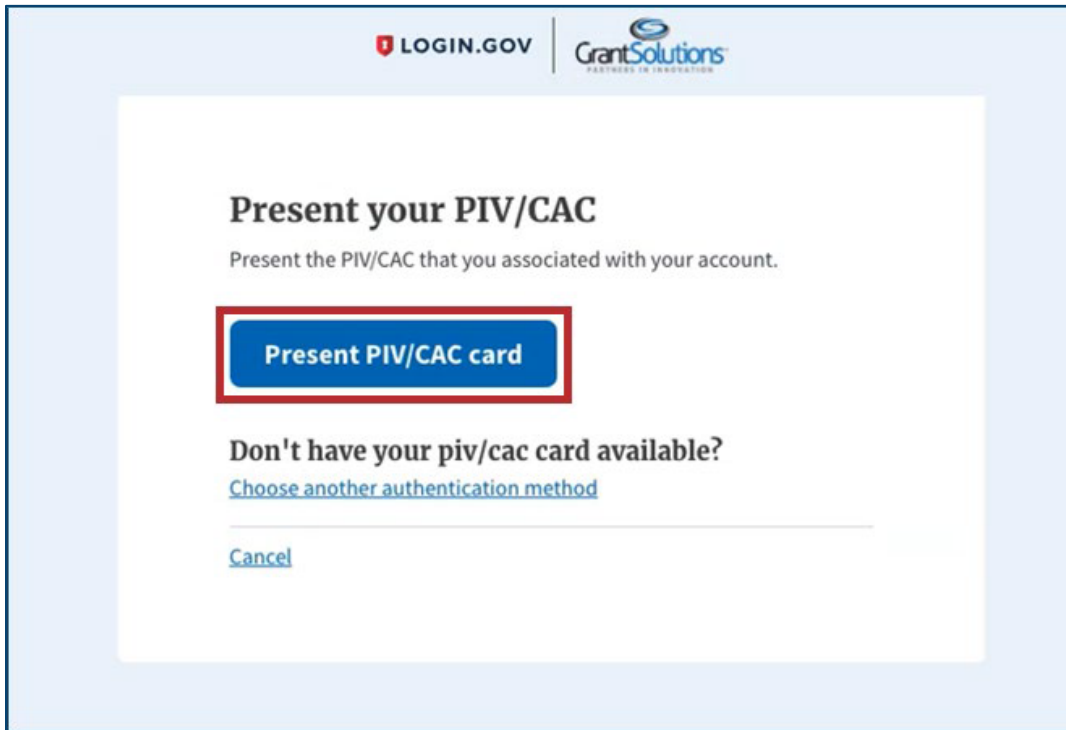 LOGIN.GOV
GrantSolutions
PARTNERS IN INNOVATION
Present your PIV/CAC
Present the PIV/CAC that you associated with your account.
Present PIV/CAC card
Don't have your piv/cac card available?
Choose another authentication method
Cancel